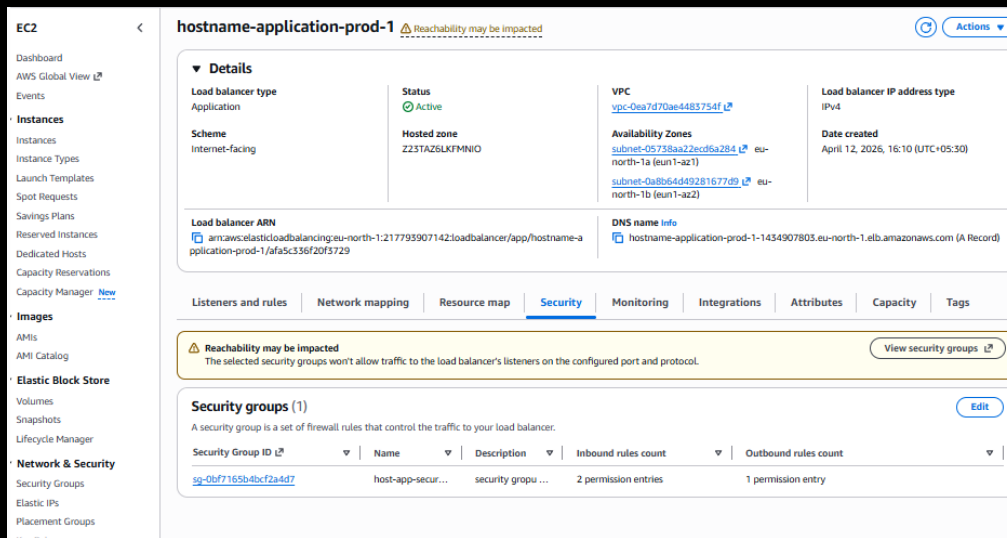 EC2
Dashboard
AWS Global View
Events
Instances
Instances
Instance Types
Launch Templates
Spot Requests
Savings Plans
Reserved Instances
Dedicated Hosts
Capacity Reservations
Capacity Manager New
Images
AMIs
AMI Catalog
Elastic Block Store
Volumes
Snapshots
Lifecycle Manager
Network & Security
Security Groups
Elastic IPs
Placement Groups
hostname-application-prod-1 Reachability may be impacted
Actions
Details
Load balancer type
Application
Status
Active
VPC
vpc-0ea7d70ae4483754f
Load balancer IP address type
IPv4
Scheme
Internet-facing
Hosted zone
Z23TAZ6LKFMNIO
Availability Zones
subnet-05738aa22ecd6a284 eu-
north-1a (eun1-az1)
subnet-0a8b64d49281677d9 eu-
north-1b (eun1-az2)
Date created
April 12, 2026, 16:10 (UTC+05:30)
Load balancer ARN
arn:aws:elasticloadbalancing:eu-north-1:217793907142:loadbalancer/app/hostname-a
pplication-prod-1/afa5c336f20f3729
DNS name Info
hostname-application-prod-1-1434907803.eu-north-1.elb.amazonaws.com (A Record)
Listeners and rules Network mapping Resource map Security Monitoring Integrations Attributes Capacity Tags
Reachability may be impacted
The selected security groups won't allow traffic to the load balancer's listeners on the configured port and protocol.
View security groups
Security groups (1)
Edit
A security group is a set of firewall rules that control the traffic to your load balancer.
Security Group ID Name Description Inbound rules count Outbound rules count
sg-0bf7165b4bcf2a4d7 host-app-secur... security gropu ... 2 permission entries 1 permission entry